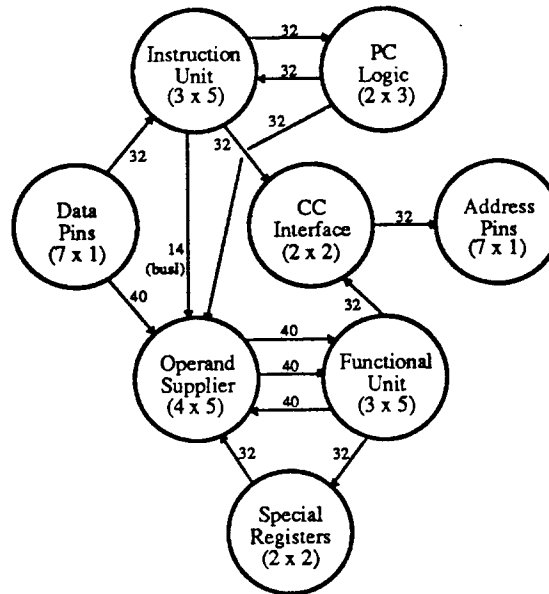 32
Instruction
Unit
(3 x 5)
32
PC
Logic
(2 x 3)
32
32
32
Data
Pins
(7 x 1)
CC
Interface
(2 x 2)
32
Address
Pins
(7 x 1)
14
(busI)
40
32
Operand
Supplier
(4 x 5)
40
40
40
Functional
Unit
(3 x 5)
32
32
Special
Registers
(2 x 2)